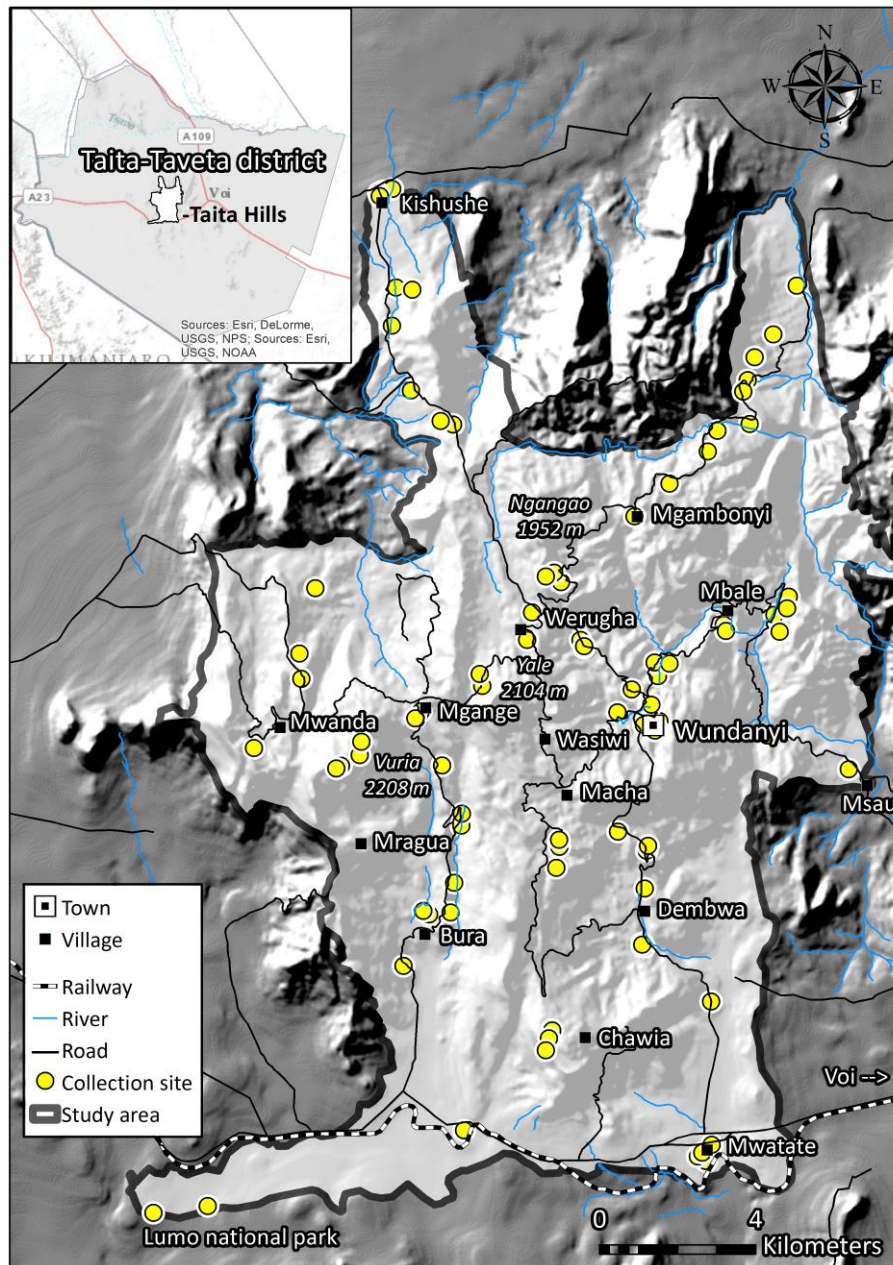 Tsavo
A109
Taita-Taveta district
Voi
A23
-Taita Hills
Sources: Esri, DeLorme,
USGS, NPS; Sources: Esri,
USGS, NOAA
KILIMANJARO
N
W
E
S
Kishushe
Ngangao
1952 m
Mgambonyi
Mbale
Werugha
Yale
2104 m
Mgange
Mwanda
Wasiwi
Wundanyi
Vuria
2208 m
Macha
Msau
Mragua
Dembwa
Bura
Chawia
Voi -->
Mwatate
Lumo national park
Town
Village
Railway
River
Road
Collection site
Study area
0 4
Kilometers